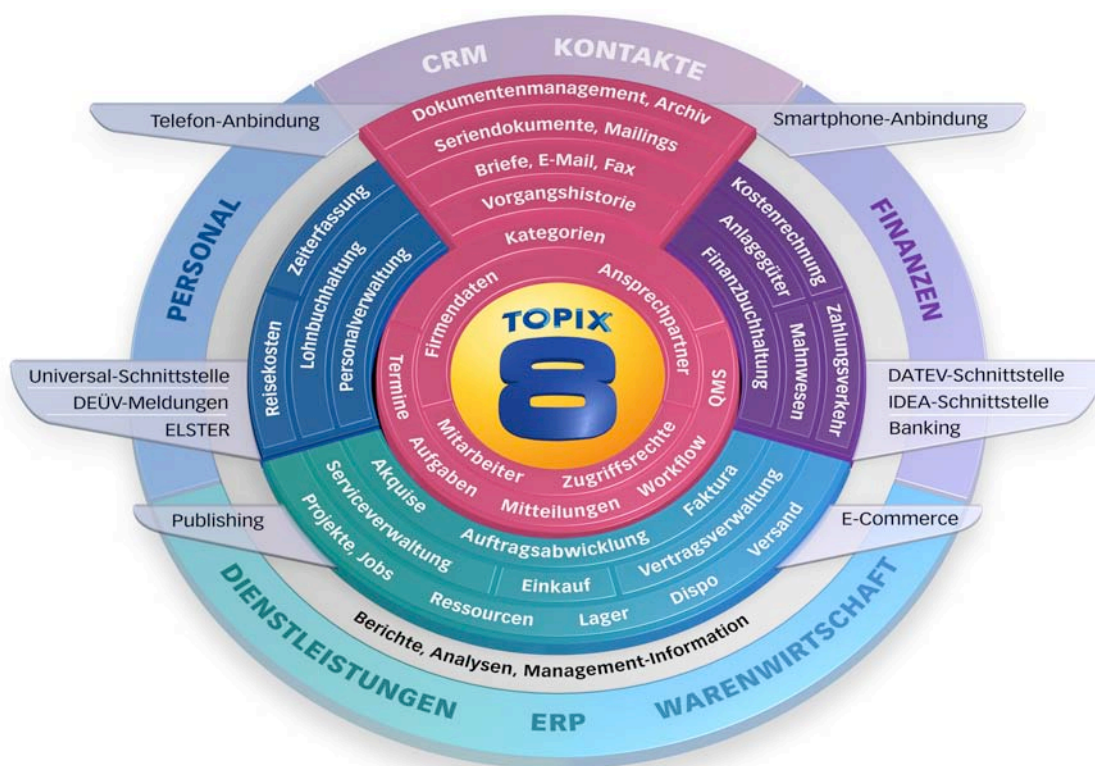 CRM KONTAKTE
Dokumentenmanagement, Archiv
Seriendokumente, Mailings
Briefe, E-Mail, Fax
Vorgangshistorie
Telefon-Anbindung
Smartphone-Anbindung
PERSONAL
Zeiterfassung
Lohnbuchhaltung
Personalverwaltung
Reisekosten
FINANZEN
Kostenrechnung
Anlagegüter
Finanzbuchhaltung
Zahlungsverkehr
Mahnwesen
Kategorien
Firmendaten
Ansprechpartner
TOPIX
8
Termine
QMS
Mitarbeiter
Zugriffsrechte
Aufgaben
Mitteilungen
Workflow
Universal-Schnittstelle
DEÜV-Meldungen
ELSTER
DATEV-Schnittstelle
IDEA-Schnittstelle
Banking
Publishing
E-Commerce
Akquise
Auftragsabwicklung
Faktura
Serviceverwaltung
Einkauf
Vertragsverwaltung
Projekte, Jobs
Ressourcen
Lager
Dispo
Versand
Berichte, Analysen, Management-Information
DIENSTLEISTUNGEN
ERP
WARENWIRTSCHAFT